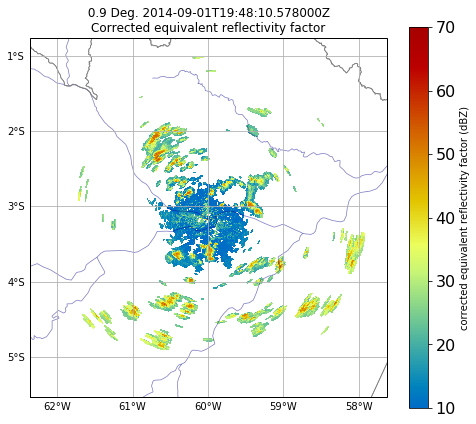 0.9 Deg. 2014-09-01T19:48:10.578000Z
Corrected equivalent reflectivity factor
1°S
2°S
3°S
4°S
5°S
62°W 61°W 60°W 59°W 58°W
70
60
50
40
30
20
10
corrected equivalent reflectivity factor (dBZ)